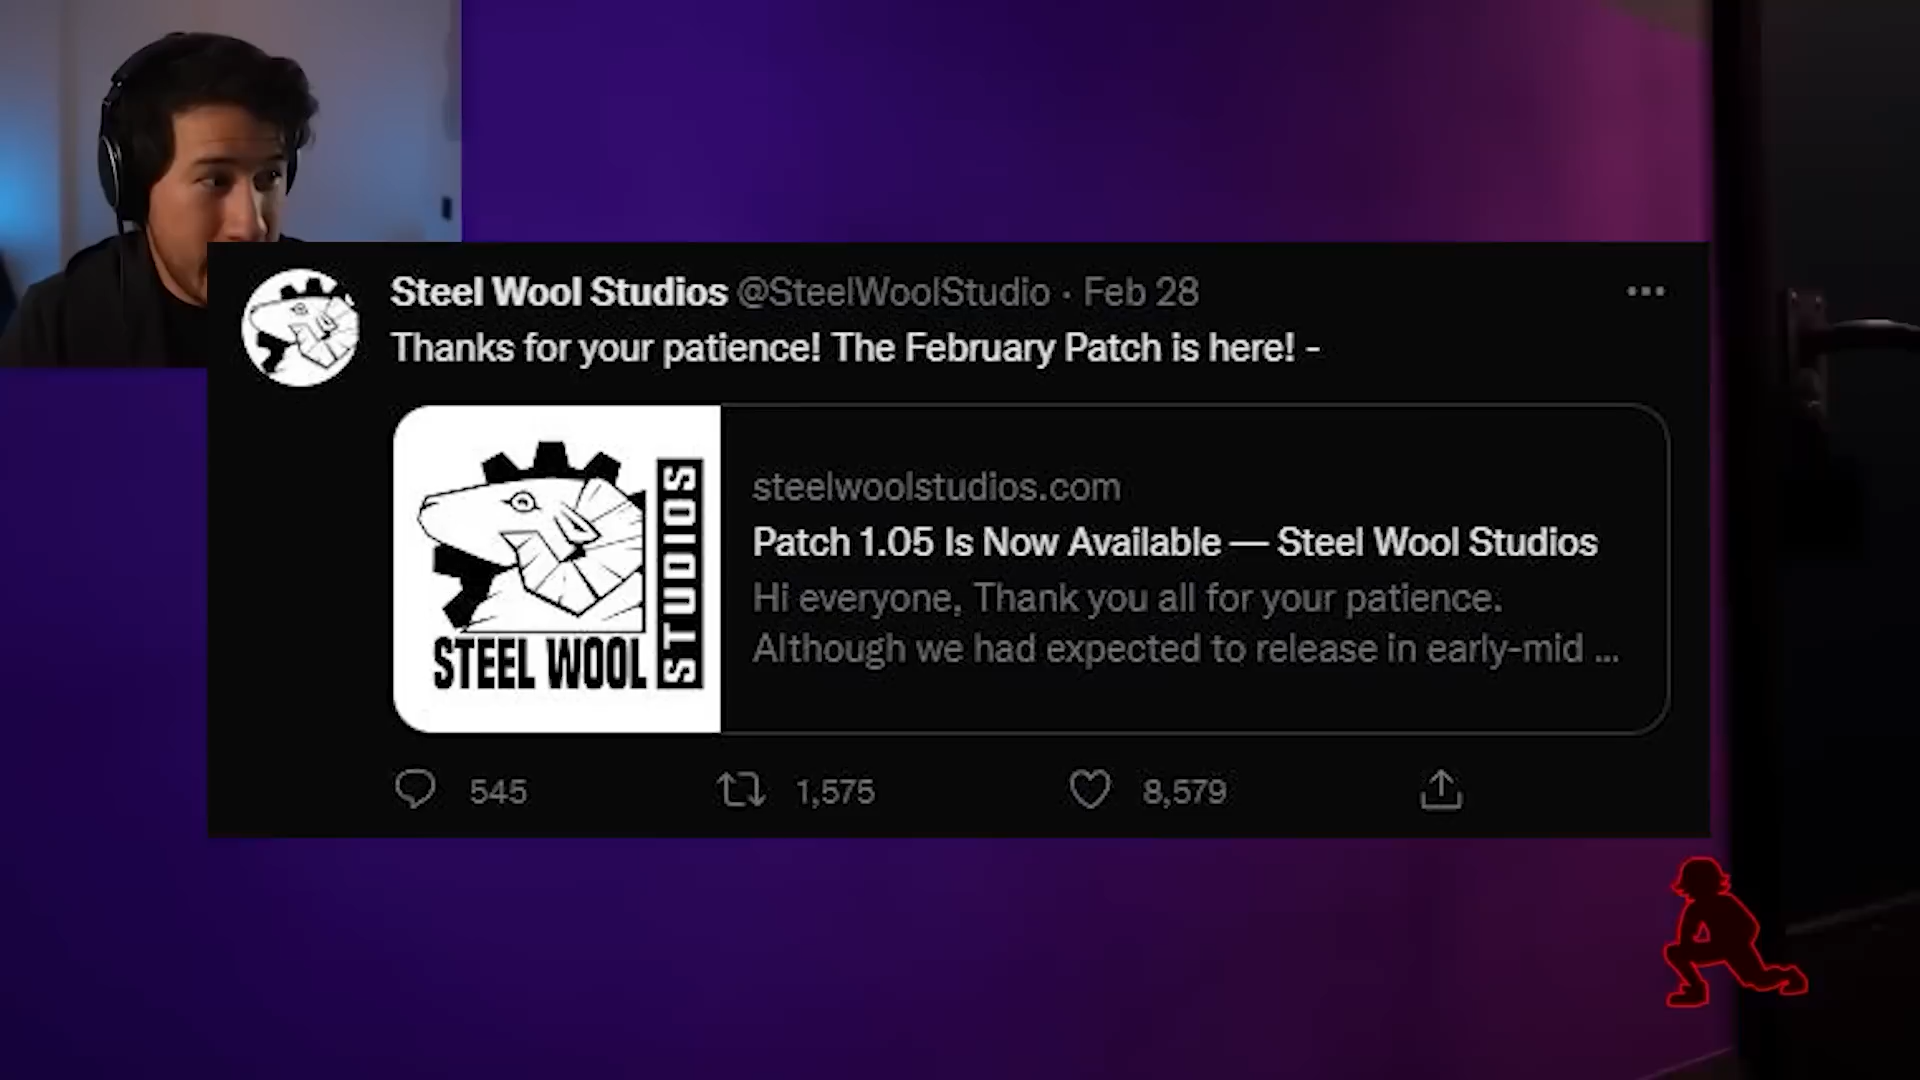 Steel Wool Studios @SteelWoolStudio · Feb 28
Thanks for your patience! The February Patch is here! -
STEEL WOOL STUDIOS
steelwoolstudios.com
Patch 1.05 Is Now Available — Steel Wool Studios
Hi everyone, Thank you all for your patience.
Although we had expected to release in early-mid ...
545 1,575 8,579